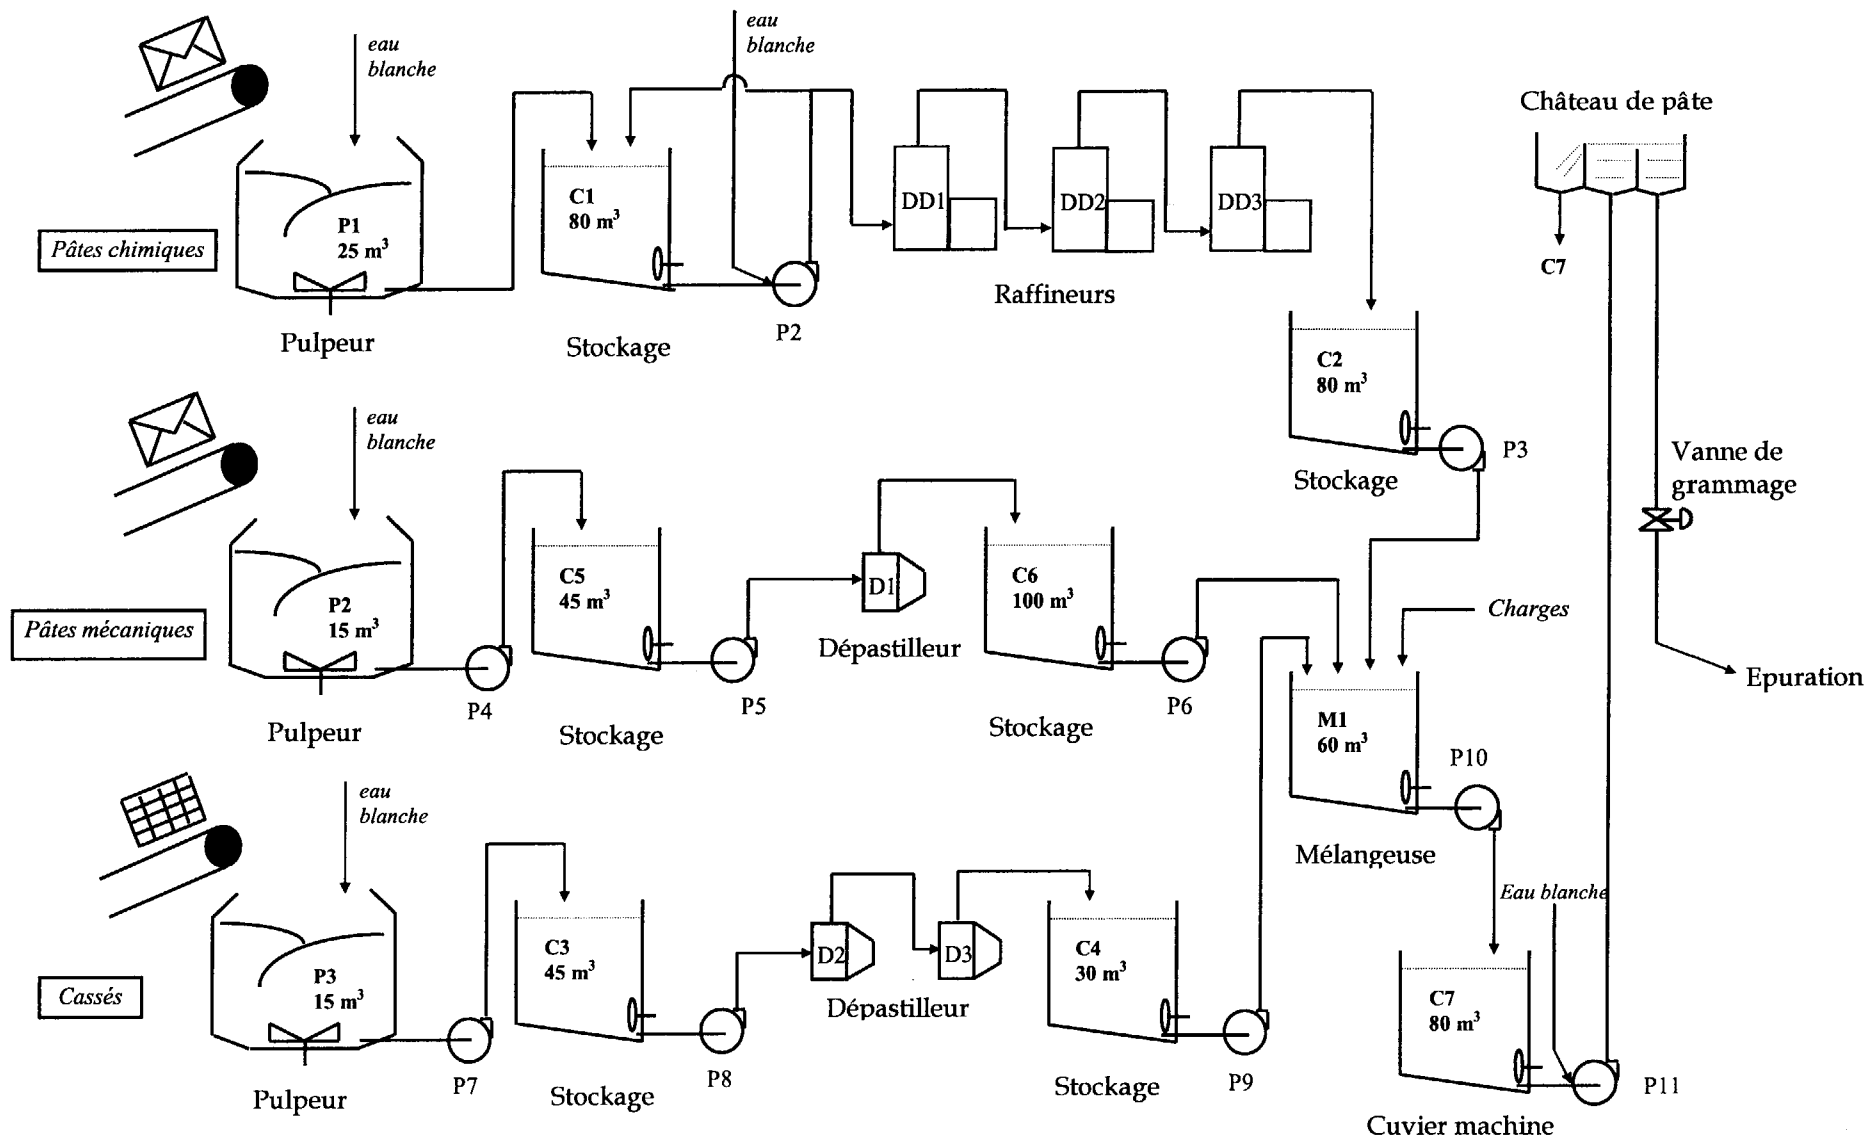 eau
blanche
eau
blanche
Château de pâte
C1
80 m³
DD1
DD2
DD3
P1
25 m³
Pâtes chimiques
C7
Raffineurs
Pulpeur
Stockage
P2
C2
80 m³
eau
blanche
P3
Vanne de
grammage
Stockage
C5
45 m³
D1
C6
100 m³
P2
15 m³
Pâtes mécaniques
Charges
Dépastilleur
Epuration
P4
P5
P6
Pulpeur
Stockage
Stockage
M1
60 m³
P10
eau
blanche
Mélangeuse
Eau blanche
C3
45 m³
D2
D3
C4
30 m³
P3
15 m³
Cassés
Dépastilleur
C7
80 m³
P7
P8
P9
P11
Pulpeur
Stockage
Stockage
Cuvier machine